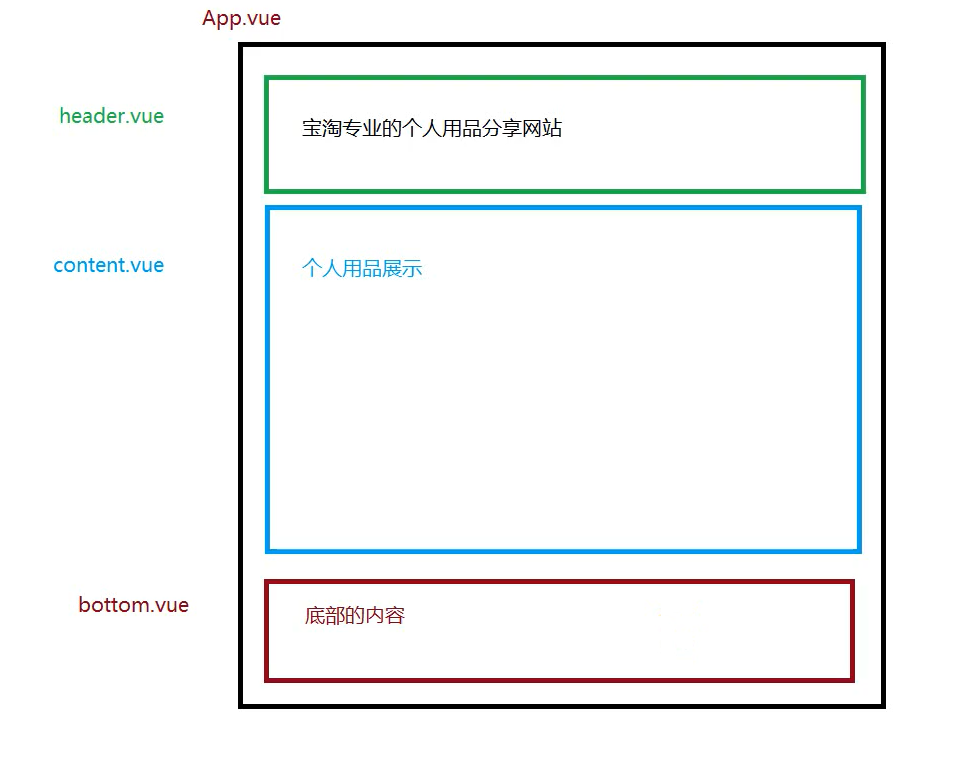 App.vue
header.vue
宝淘专业的个人用品分享网站
content.vue
个人用品展示
bottom.vue
底部的内容